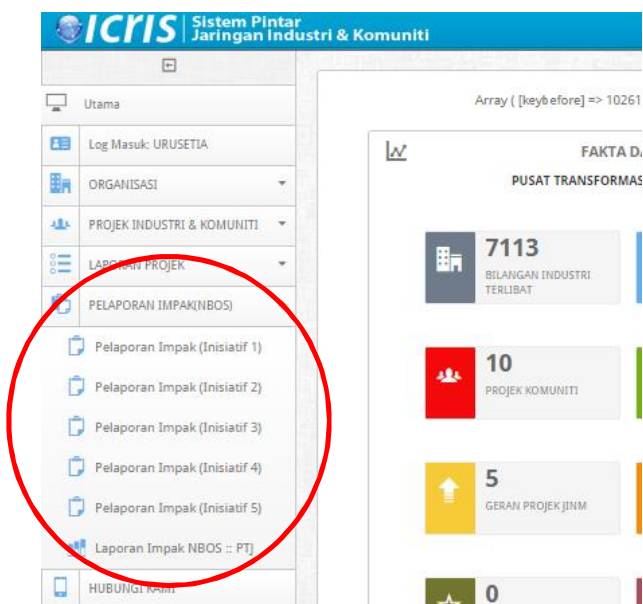 ICRIS Sistem Pintar
Jaringan Industri & Komuniti
Utama
Log Masuk: URUSETIA
ORGANISASI
PROJEK INDUSTRI & KOMUNITI
LAPORAN PROJEK
PELAPORAN IMPAK(NBOS)
Pelaporan Impak (Inisiatif 1)
Pelaporan Impak (Inisiatif 2)
Pelaporan Impak (Inisiatif 3)
Pelaporan Impak (Inisiatif 4)
Pelaporan Impak (Inisiatif 5)
Laporan Impak NBOS :: PTJ
HUBUNGI KAMI
Array ( [keybefore] => 10261
FAKTA DA
PUSAT TRANSFORMAS
7113
BILANGAN INDUSTRI
TERLIBAT
10
PROJEK KOMUNITI
5
GERAN PROJEK JINM
0